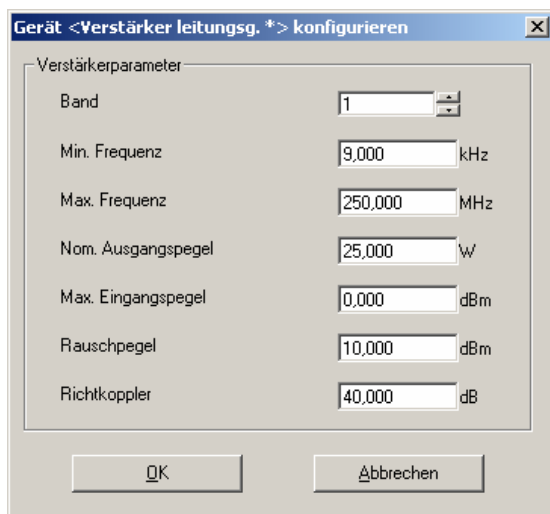 Gerät <Verstärker leitungsg. *> konfigurieren
Verstärkerparameter
Band 1
Min. Frequenz 9,000 kHz
Max. Frequenz 250,000 MHz
Nom. Ausgangspegel 25,000 W
Max. Eingangspegel 0,000 dBm
Rauschpegel 10,000 dBm
Richtkoppler 40,000 dB
OK Abbrechen